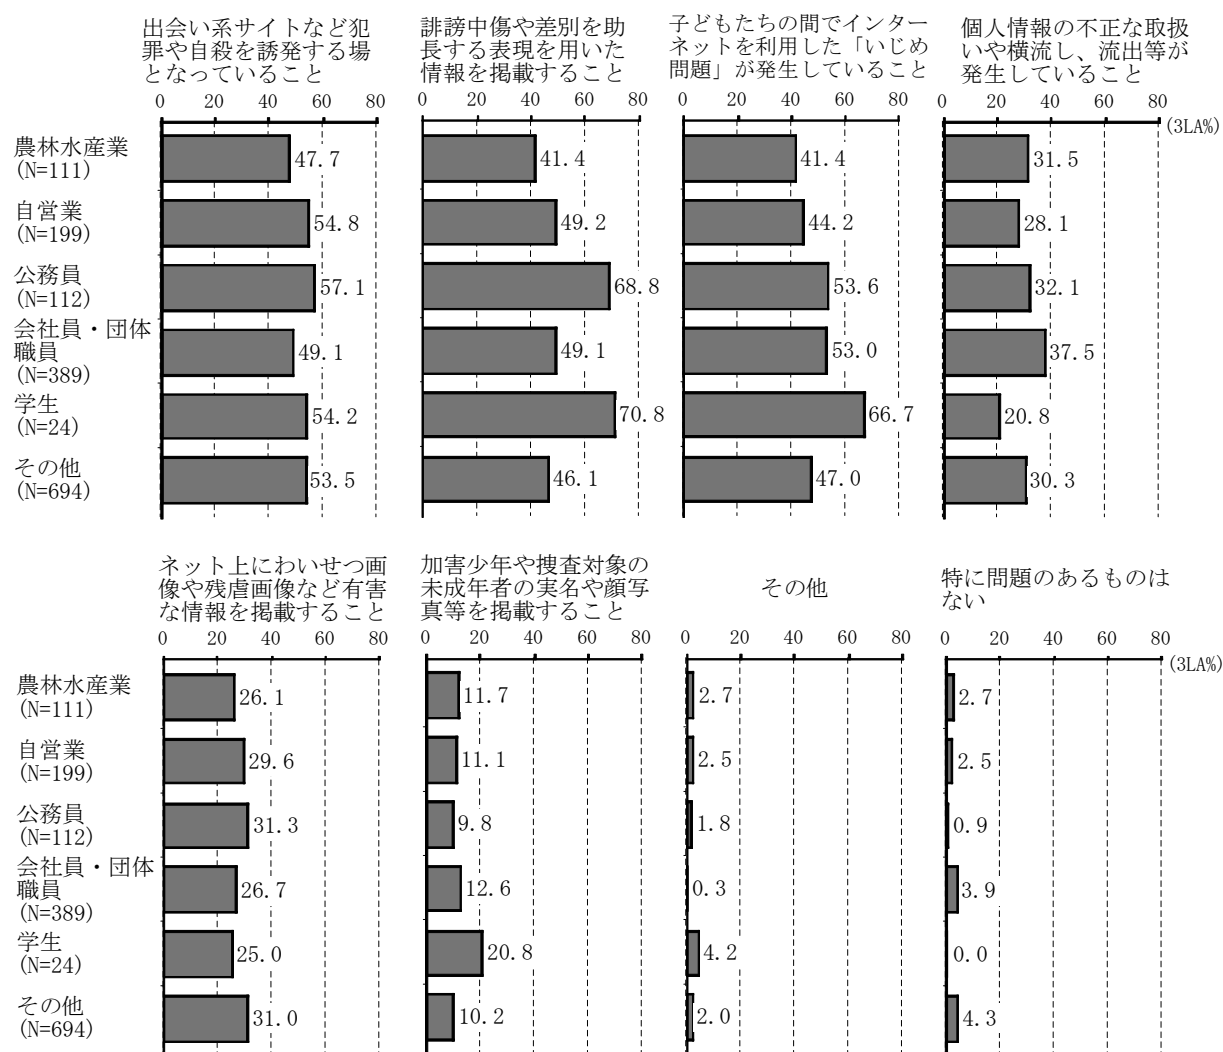 出会い系サイトなど犯
罪や自殺を誘発する場
となっていること
誹謗中傷や差別を助
長する表現を用いた
情報を掲載すること
子どもたちの間でインター
ネットを利用した「いじめ
問題」が発生していること
個人情報の不正な取扱
いや横流し、流出等が
発生していること
0 20 40 60 80 0 20 40 60 80 0 20 40 60 80 0 20 40 60 80
(3LA%)
農林水産業
(N=111)
47.7 41.4 41.4 31.5
自営業
(N=199)
54.8 49.2 44.2 28.1
公務員
(N=112)
57.1 68.8 53.6 32.1
会社員・団体
職員
(N=389)
49.1 49.1 53.0 37.5
学生
(N=24)
54.2 70.8 66.7 20.8
その他
(N=694)
53.5 46.1 47.0 30.3
ネット上にわいせつ画
像や残虐画像など有害
な情報を掲載すること
加害少年や捜査対象の
未成年者の実名や顔写
真等を掲載すること
その他
特に問題のあるものは
ない
0 20 40 60 80 0 20 40 60 80 0 20 40 60 80 0 20 40 60 80
(3LA%)
農林水産業
(N=111)
26.1 11.7 2.7 2.7
自営業
(N=199)
29.6 11.1 2.5 2.5
公務員
(N=112)
31.3 9.8 1.8 0.9
会社員・団体
職員
(N=389)
26.7 12.6 0.3 3.9
学生
(N=24)
25.0 20.8 4.2 0.0
その他
(N=694)
31.0 10.2 2.0 4.3